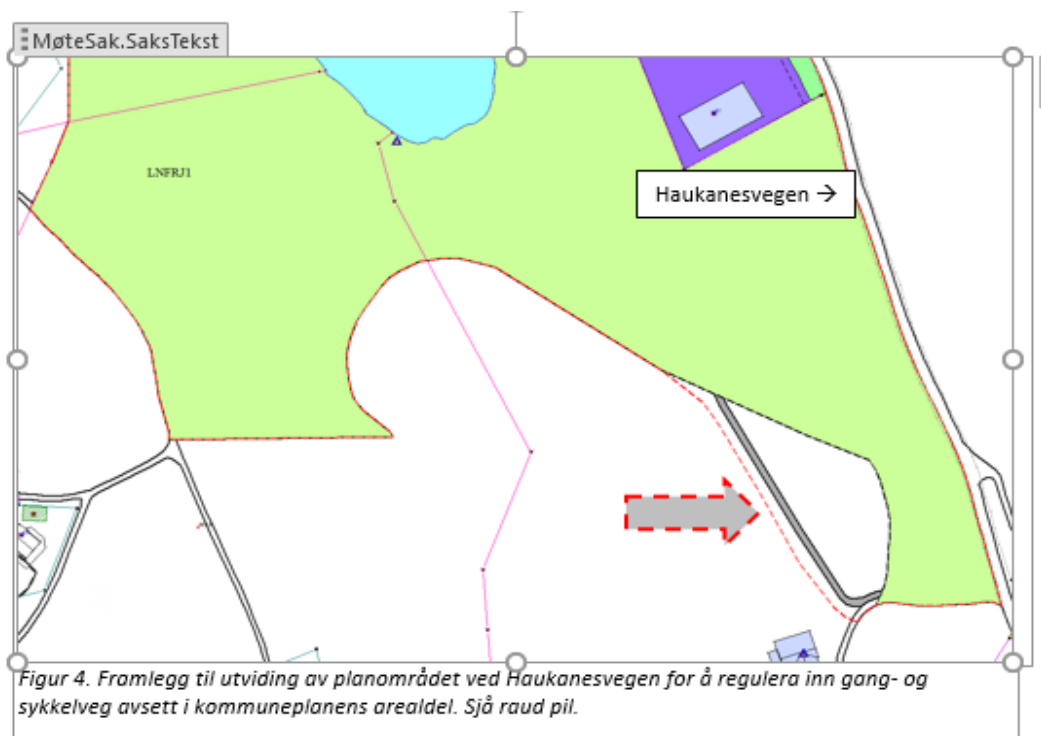 MøteSak.SaksTekst
LNFRJ1
Haukanesvegen →
Figur 4. Framlegg til utviding av planområdet ved Haukanesvegen for å regulera inn gang- og
sykkelveg avsett i kommuneplanens arealdel. Sjå raud pil.